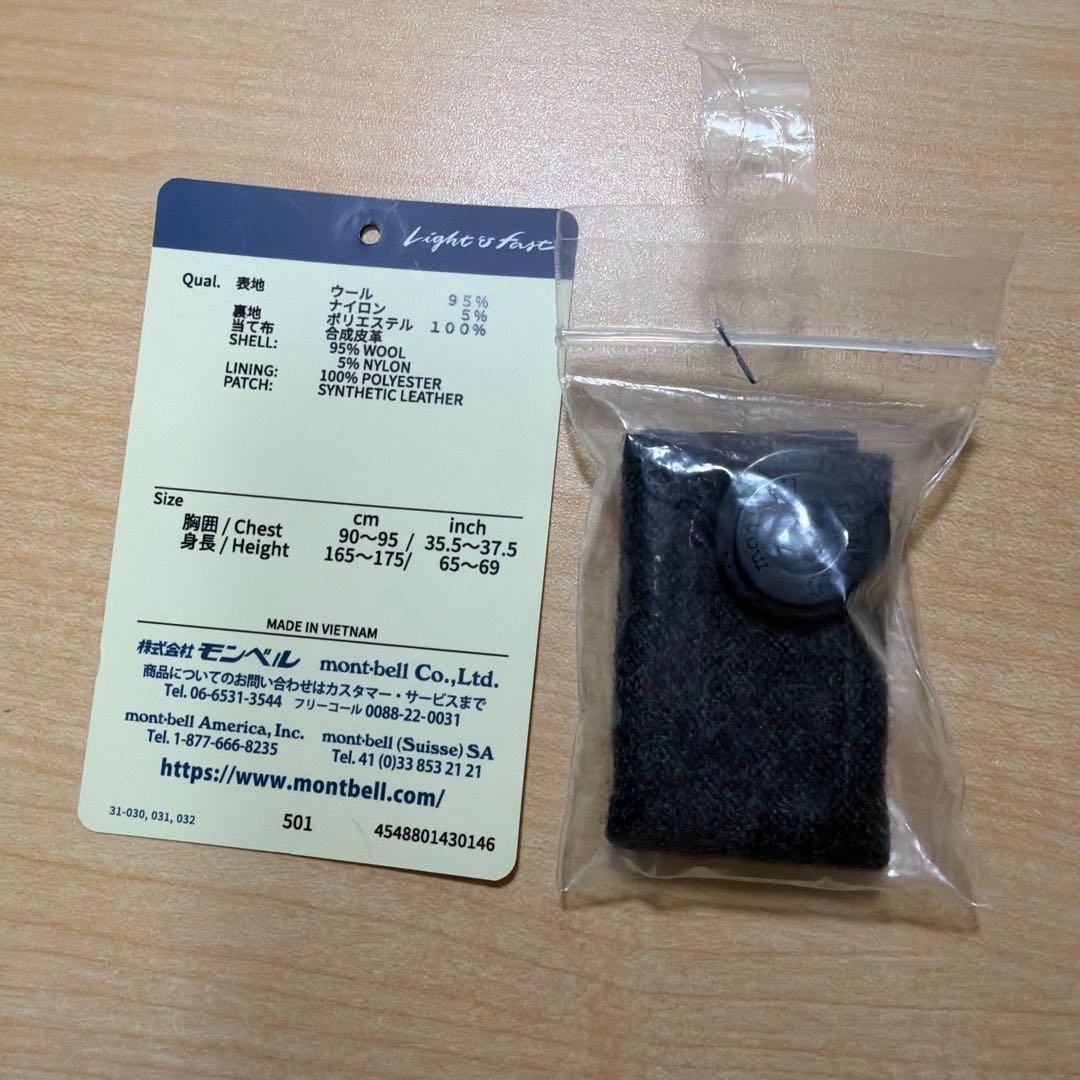 Light & Fast
Qual. 表地 ウール 95%
ナイロン 5%
裏地 ポリエステル 100%
当て布 合成皮革
SHELL: 95% WOOL
5% NYLON
LINING: 100% POLYESTER
PATCH: SYNTHETIC LEATHER
Size
cm inch
胸囲 / Chest 90～95 / 35.5～37.5
身長 / Height 165～175/ 65～69
MADE IN VIETNAM
株式会社 モンベル mont-bell Co.,Ltd.
商品についてのお問い合わせはカスタマー・サービスまで
Tel. 06-6531-3544 フリーコール 0088-22-0031
mont-bell America, Inc. mont-bell (Suisse) SA
Tel. 1-877-666-8235 Tel. 41 (0)33 853 21 21
https://www.montbell.com/
31-030, 031, 032 501 4548801430146